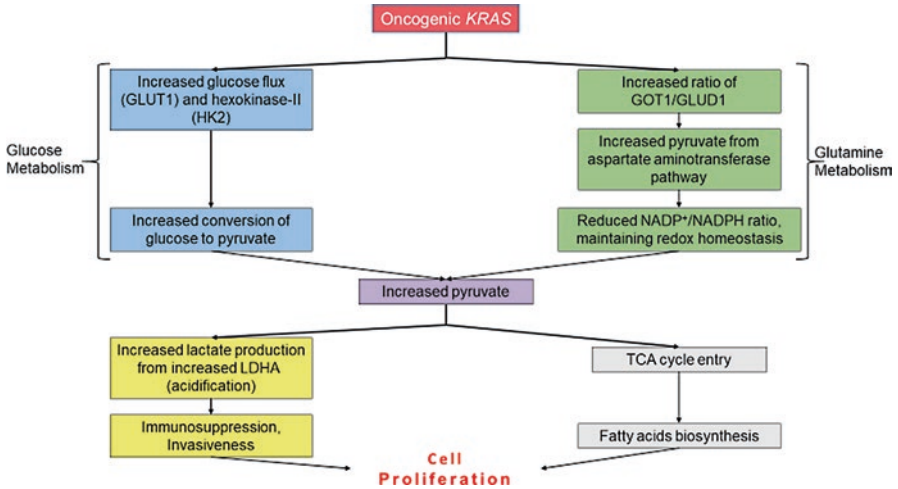 Oncogenic KRAS
Increased glucose flux
(GLUT1) and hexokinase-II
(HK2)
Increased ratio of
GOT1/GLUD1
Glucose
Metabolism
Increased pyruvate from
aspartate aminotransferase
pathway
Glutamine
Metabolism
Increased conversion of
glucose to pyruvate
Reduced NADP⁺/NADPH ratio,
maintaining redox homeostasis
Increased pyruvate
Increased lactate production
from increased LDHA
(acidification)
TCA cycle entry
Immunosuppression,
Invasiveness
Fatty acids biosynthesis
Cell
Proliferation